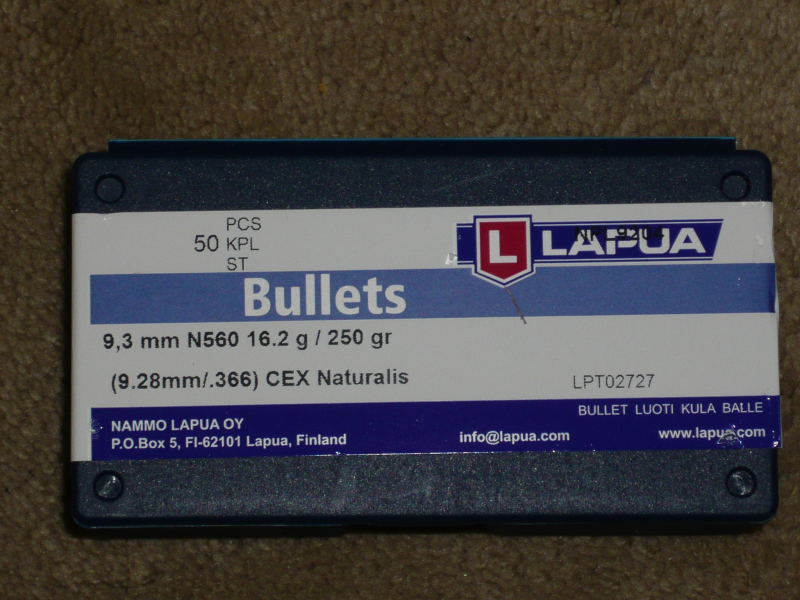 PCS
50 KPL
ST
L LAPUA
Bullets
9,3 mm N560 16.2 g / 250 gr
(9.28mm/.366) CEX Naturalis
LPT02727
BULLET LUOTI KULA BALLE
NAMMO LAPUA OY
P.O.Box 5, FI-62101 Lapua, Finland
info@lapua.com
www.lapua.com